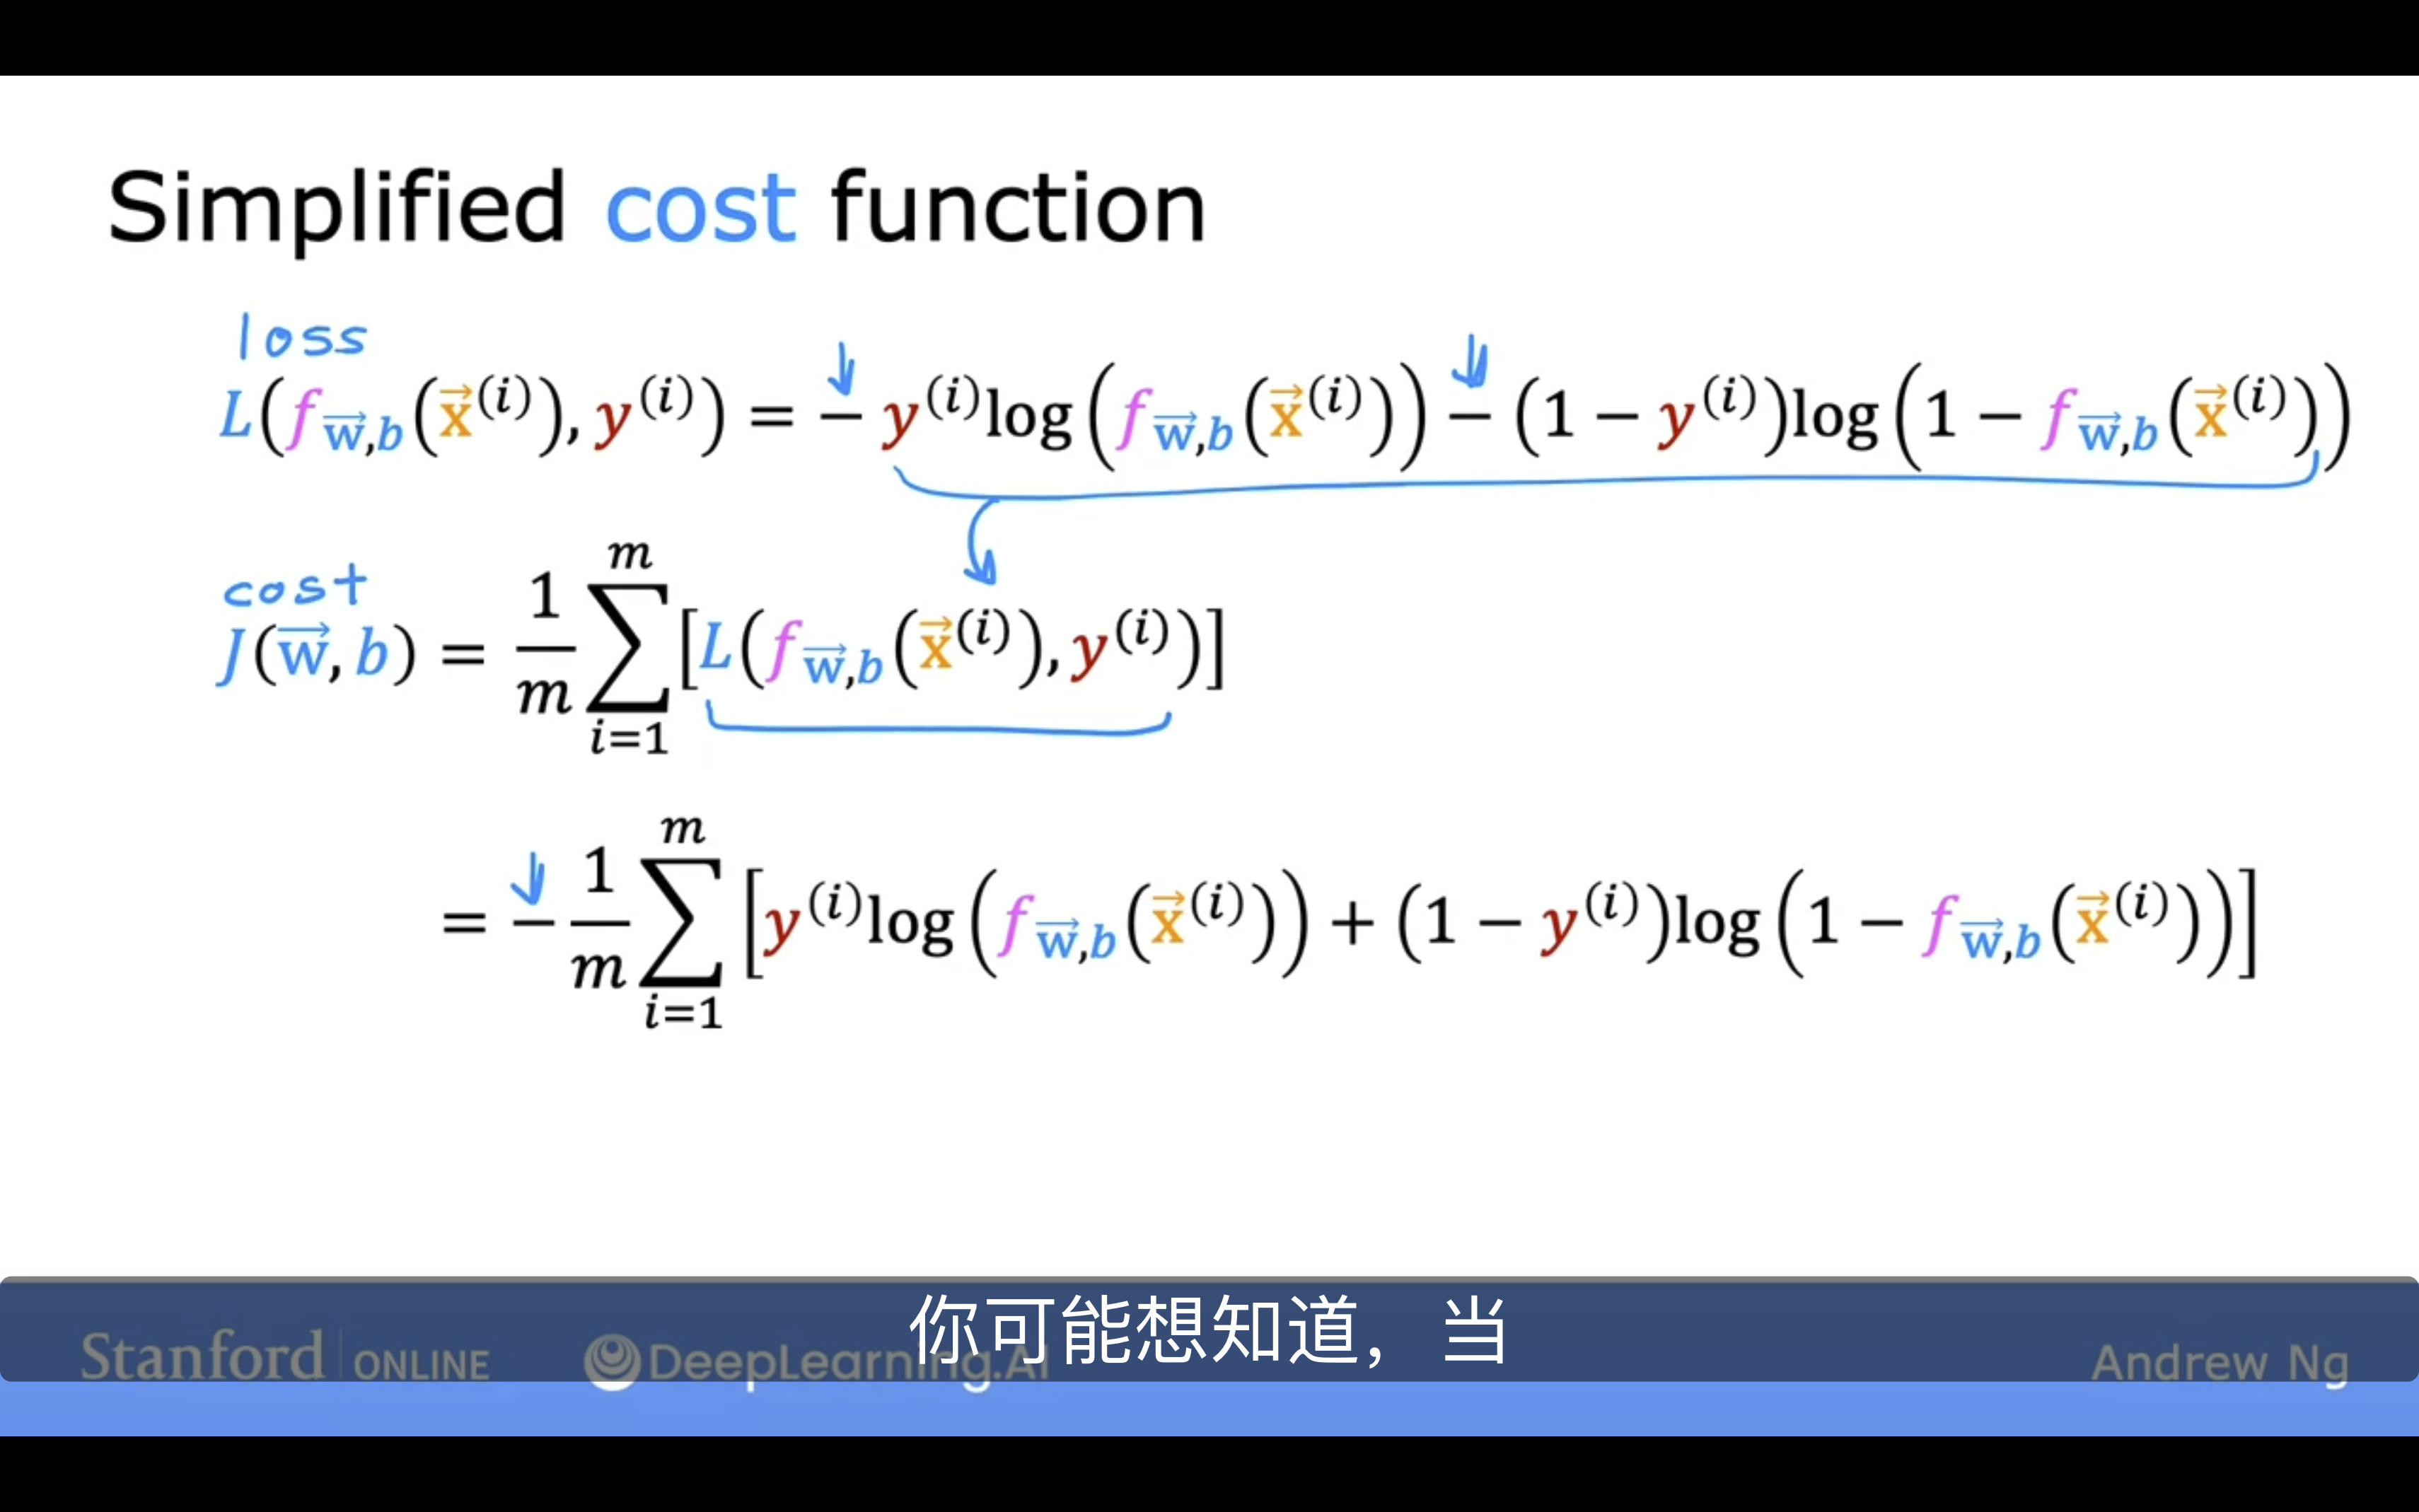 Simplified cost function
loss
L(f_{\vec{w},b}(\vec{x}^{(i)}), y^{(i)}) = − y^{(i)} log(f_{\vec{w},b}(\vec{x}^{(i)})) − (1 − y^{(i)}) log(1 − f_{\vec{w},b}(\vec{x}^{(i)}))
cost
J(\vec{w}, b) = \frac{1}{m} \sum_{i=1}^{m} [L(f_{\vec{w},b}(\vec{x}^{(i)}), y^{(i)})]
= − \frac{1}{m} \sum_{i=1}^{m} [y^{(i)} log(f_{\vec{w},b}(\vec{x}^{(i)})) + (1 − y^{(i)}) log(1 − f_{\vec{w},b}(\vec{x}^{(i)}))]
你可能想知道，当
Stanford ONLINE DeepLearning.AI Andrew Ng